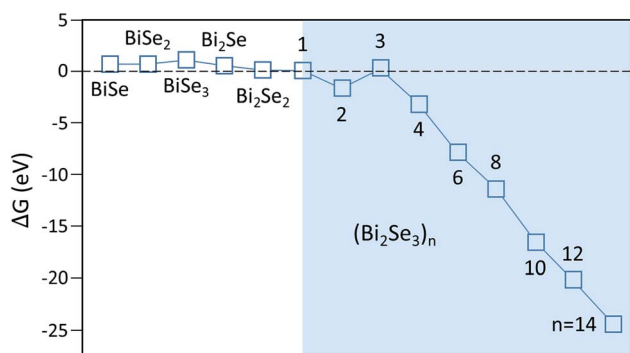 5
0
-5
-10
-15
-20
-25
ΔG (eV)
BiSe
BiSe₂
BiSe₃
Bi₂Se
Bi₂Se₂
1
2
3
4
6
8
10
12
n=14
(Bi₂Se₃)ₙ